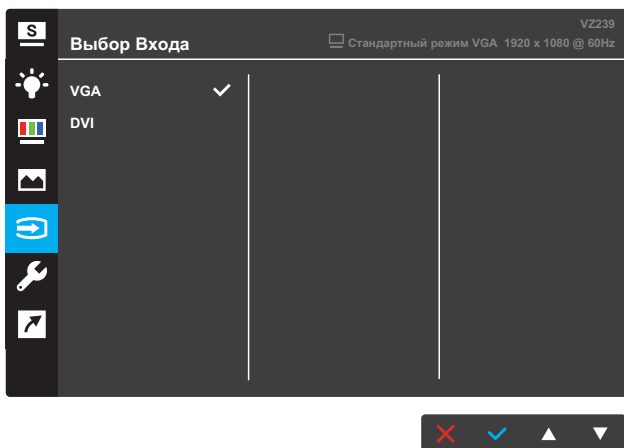 S
VZ239
Выбор Входа
Стандартный режим VGA 1920 x 1080 @ 60Hz
VGA
DVI